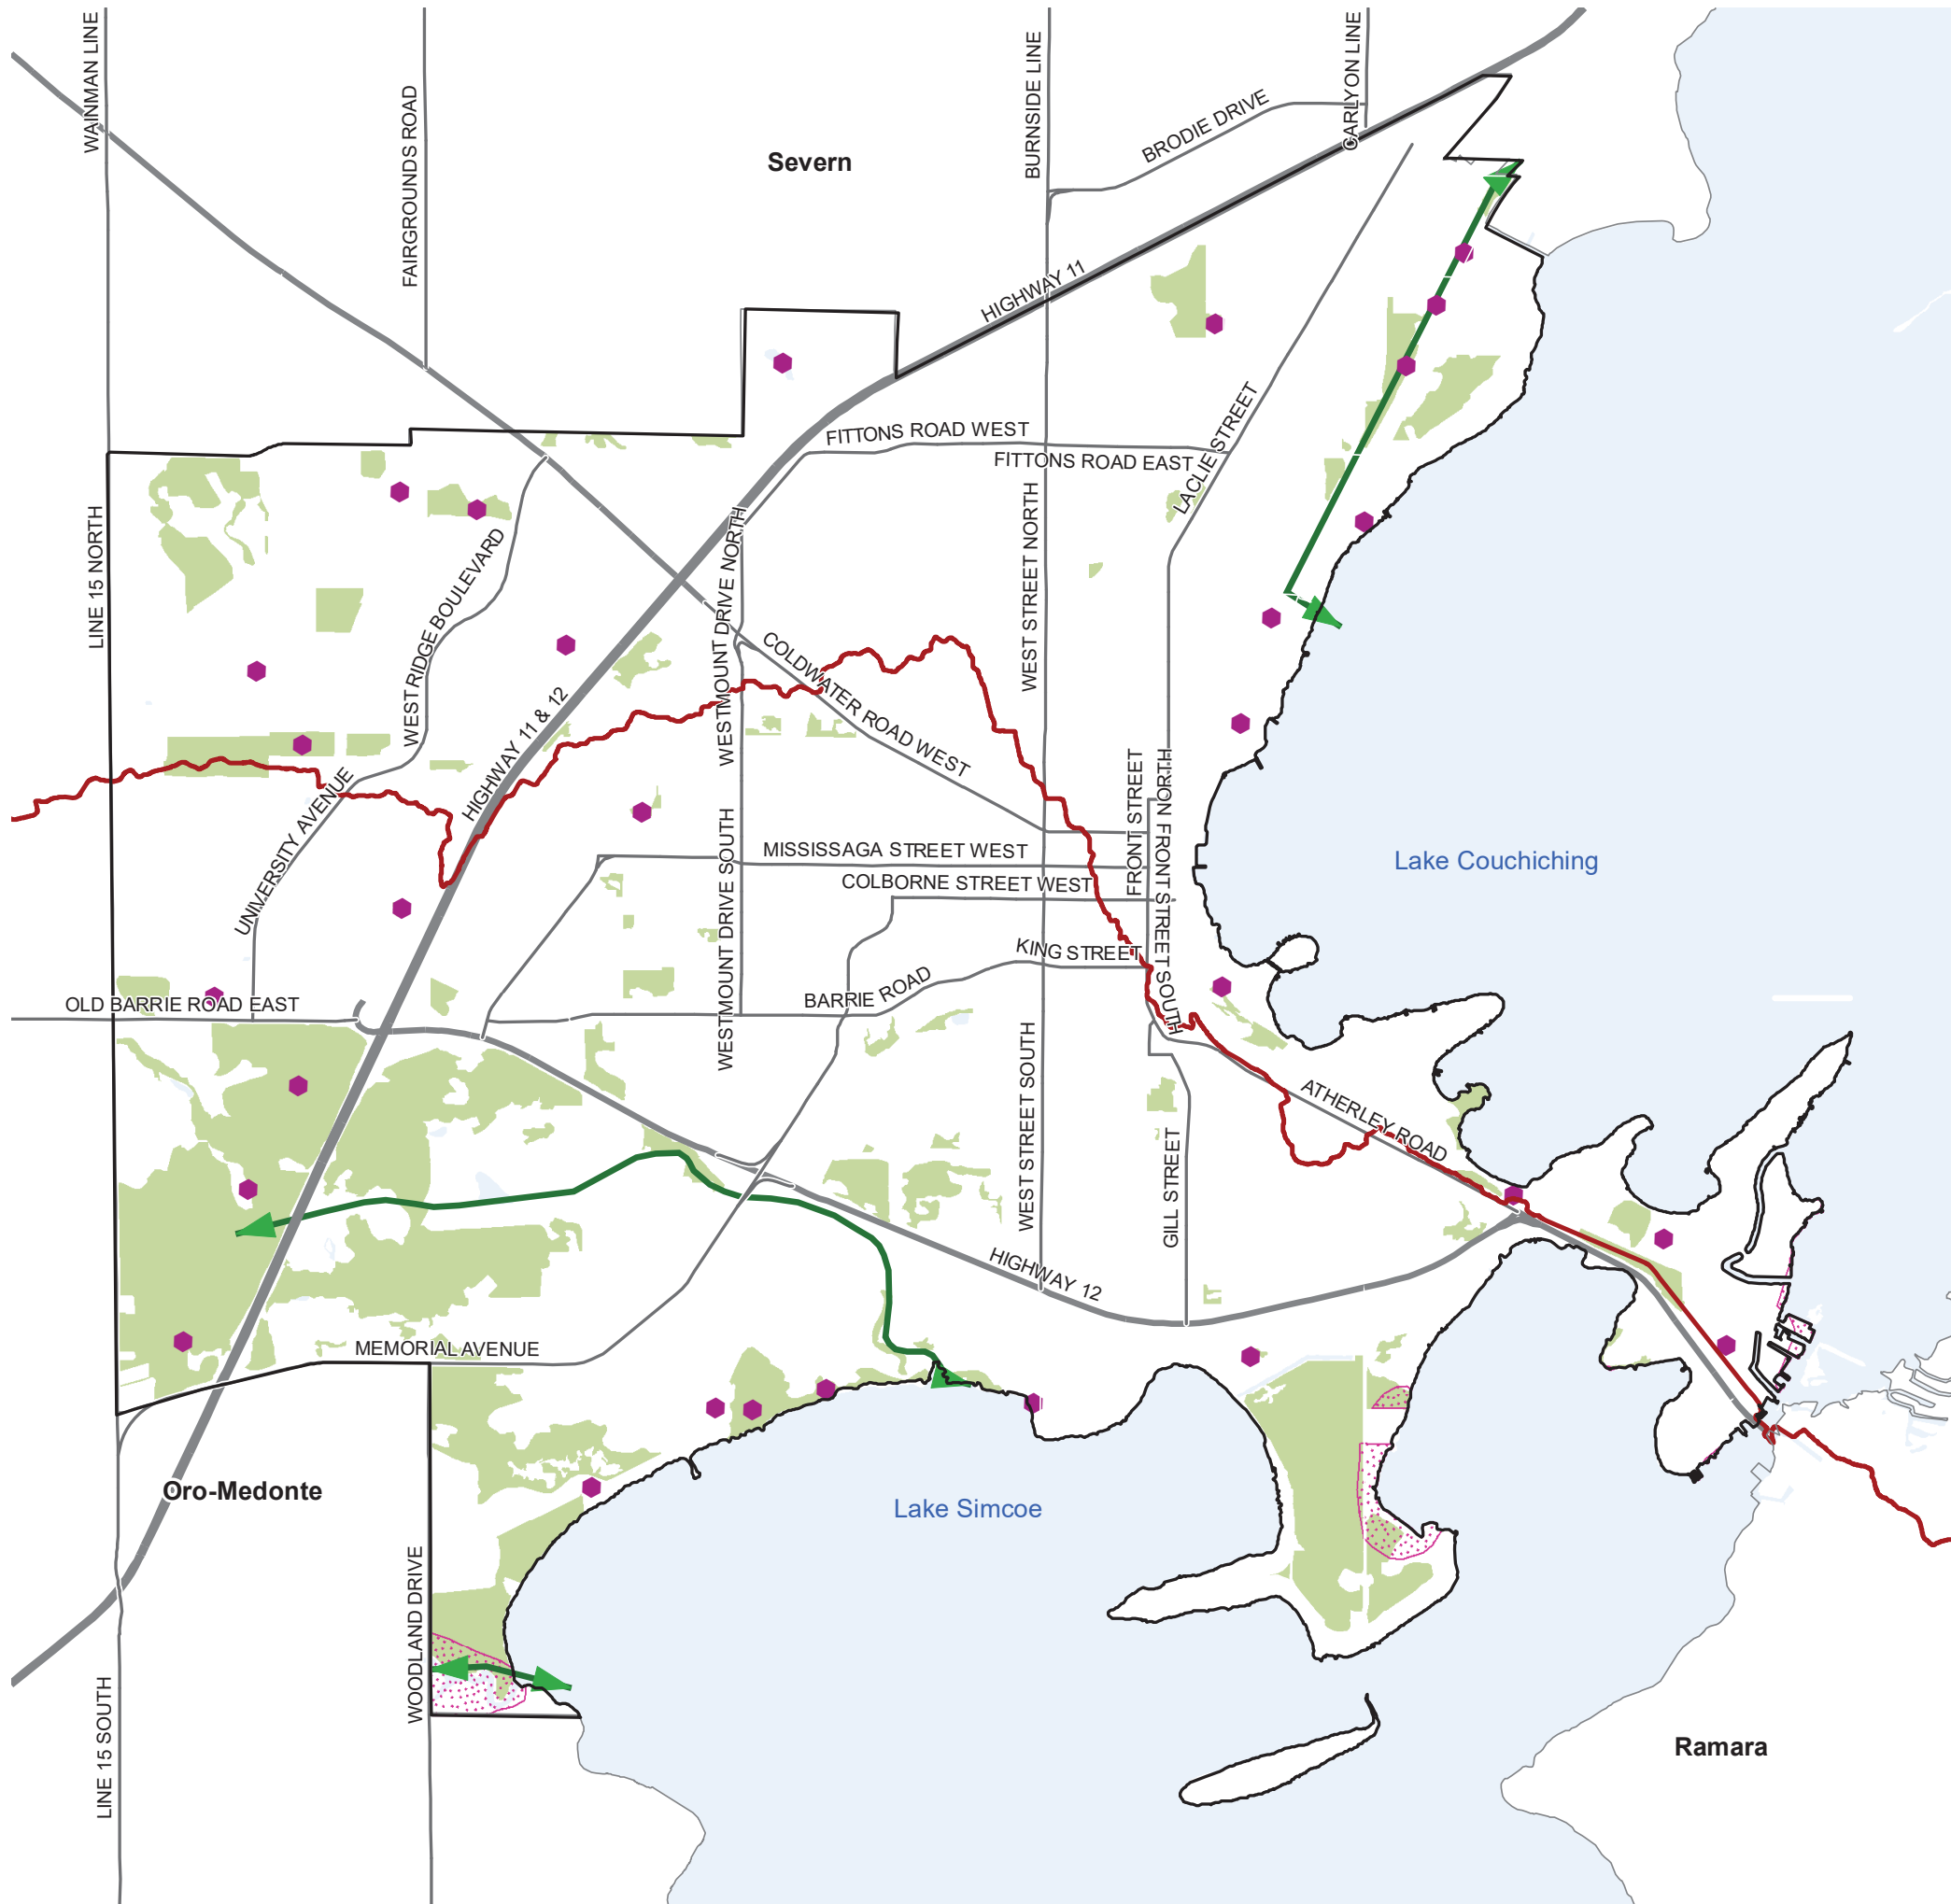 WAINMAN LINE
FAIRGROUNDS ROAD
BURNSIDE LINE
CARLYON LINE
BRODIE DRIVE
Severn
HIGHWAY 11
FITTONS ROAD WEST
FITTONS ROAD EAST
LACLIE STREET
LINE 15 NORTH
WEST RIDGE BOULEVARD
WESTMOUNT DRIVE NORTH
WEST STREET NORTH
COLDWATER ROAD WEST
HIGHWAY 11 & 12
UNIVERSITY AVENUE
FRONT STREET
NORTH
FRONT STREET SOUTH
MISSISSAGA STREET WEST
COLBORNE STREET WEST
WESTMOUNT DRIVE SOUTH
Lake Couchiching
KING STREET
BARRIE ROAD
OLD BARRIE ROAD EAST
WEST STREET SOUTH
ATHERLEY ROAD
GILL STREET
HIGHWAY 12
MEMORIAL AVENUE
Oro-Medonte
Lake Simcoe
WOODLAND DRIVE
LINE 15 SOUTH
Ramara